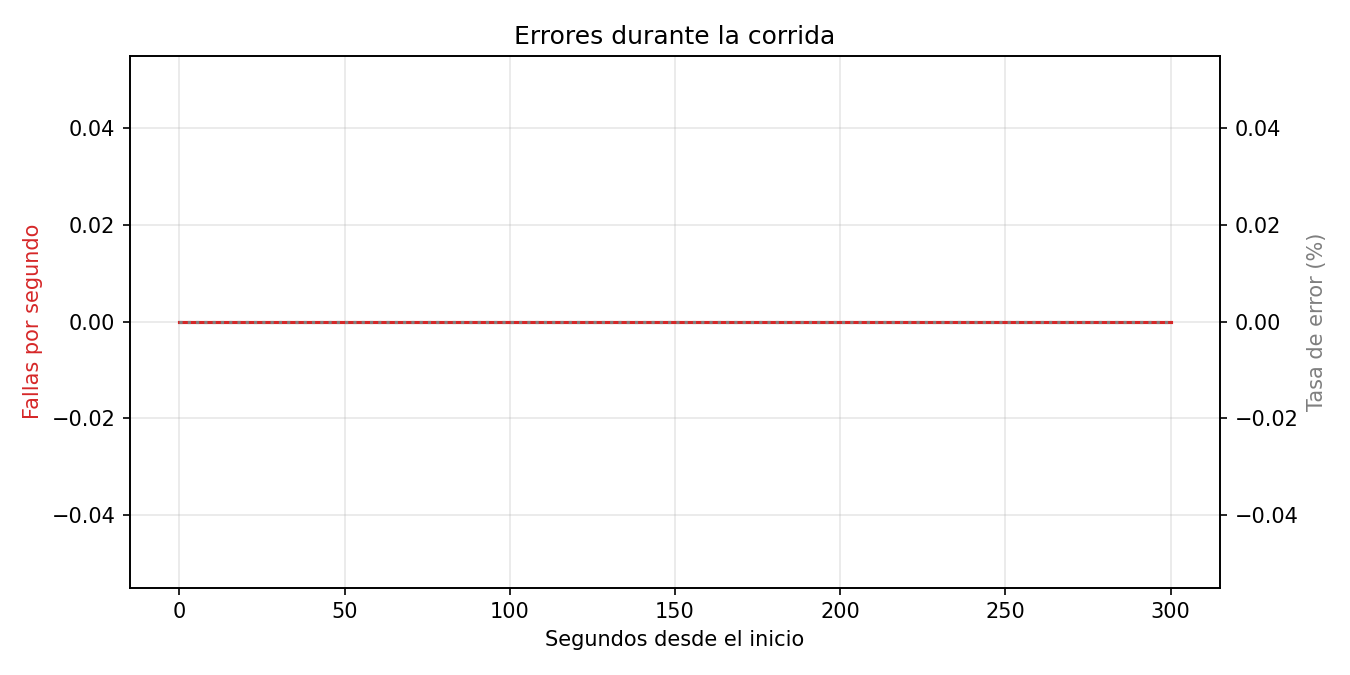 Errores durante la corrida
Fallas por segundo
0.04
0.02
0.00
−0.02
−0.04
0.04
0.02
0.00
−0.02
−0.04
Tasa de error (%)
0 50 100 150 200 250 300
Segundos desde el inicio